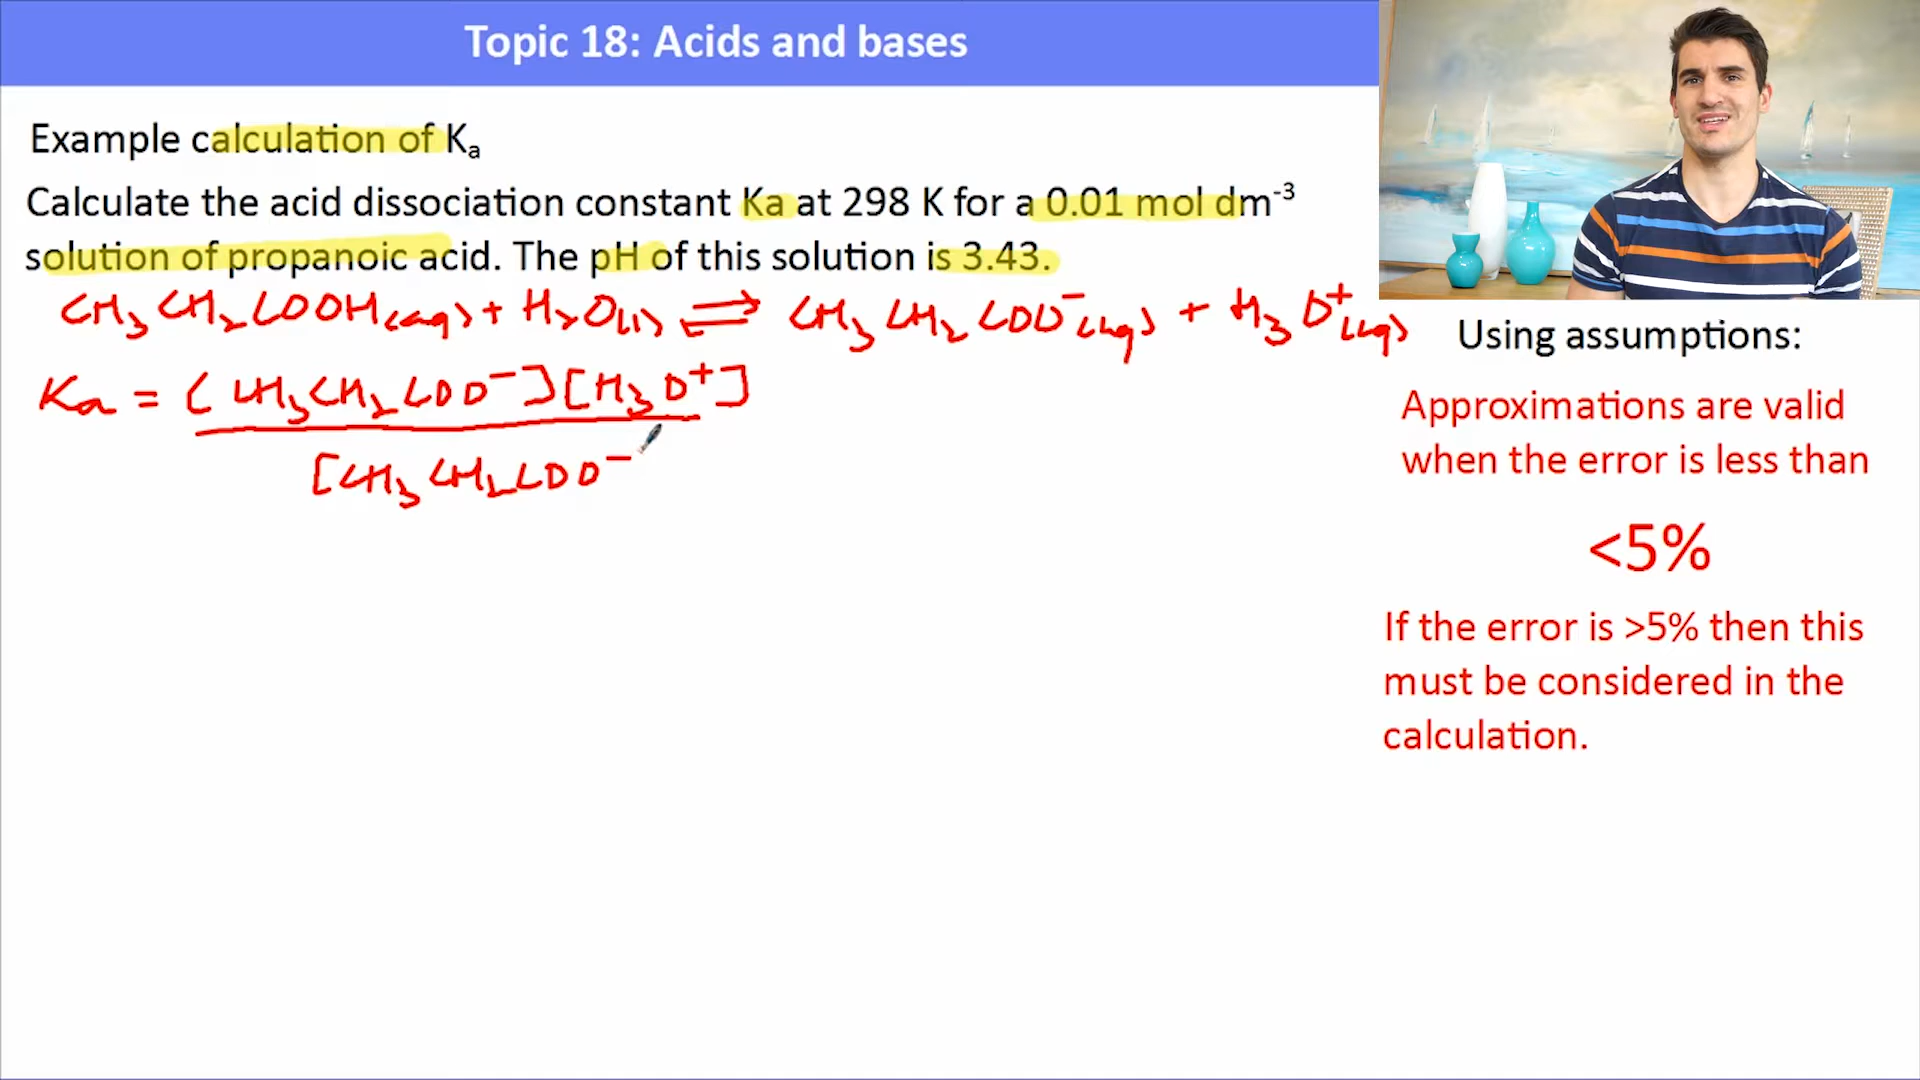 Topic 18: Acids and bases
Example calculation of Kₐ
Calculate the acid dissociation constant Ka at 298 K for a 0.01 mol dm⁻³
solution of propanoic acid. The pH of this solution is 3.43.
CH₃CH₂COOH(aq) + H₂O(l) ⇌ CH₃CH₂COO⁻(aq) + H₃O⁺(aq)
Ka = [CH₃CH₂COO⁻][H₃O⁺]
[CH₃CH₂COO⁻
Using assumptions:
Approximations are valid
when the error is less than
<5%
If the error is >5% then this
must be considered in the
calculation.